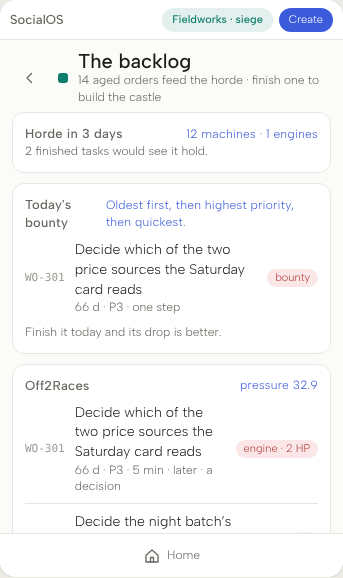 SocialOS
Fieldworks · siege
Create
The backlog
14 aged orders feed the horde · finish one to
build the castle
Horde in 3 days
12 machines · 1 engines
2 finished tasks would see it hold.
Today's
bounty
Oldest first, then highest priority,
then quickest.
WO-301
Decide which of the two
price sources the Saturday
card reads
66 d · P3 · one step
bounty
Finish it today and its drop is better.
Off2Races
pressure 32.9
WO-301
Decide which of the
two price sources the
Saturday card reads
66 d · P3 · 5 min · later · a
decision
engine · 2 HP
Decide the night batch's
Home